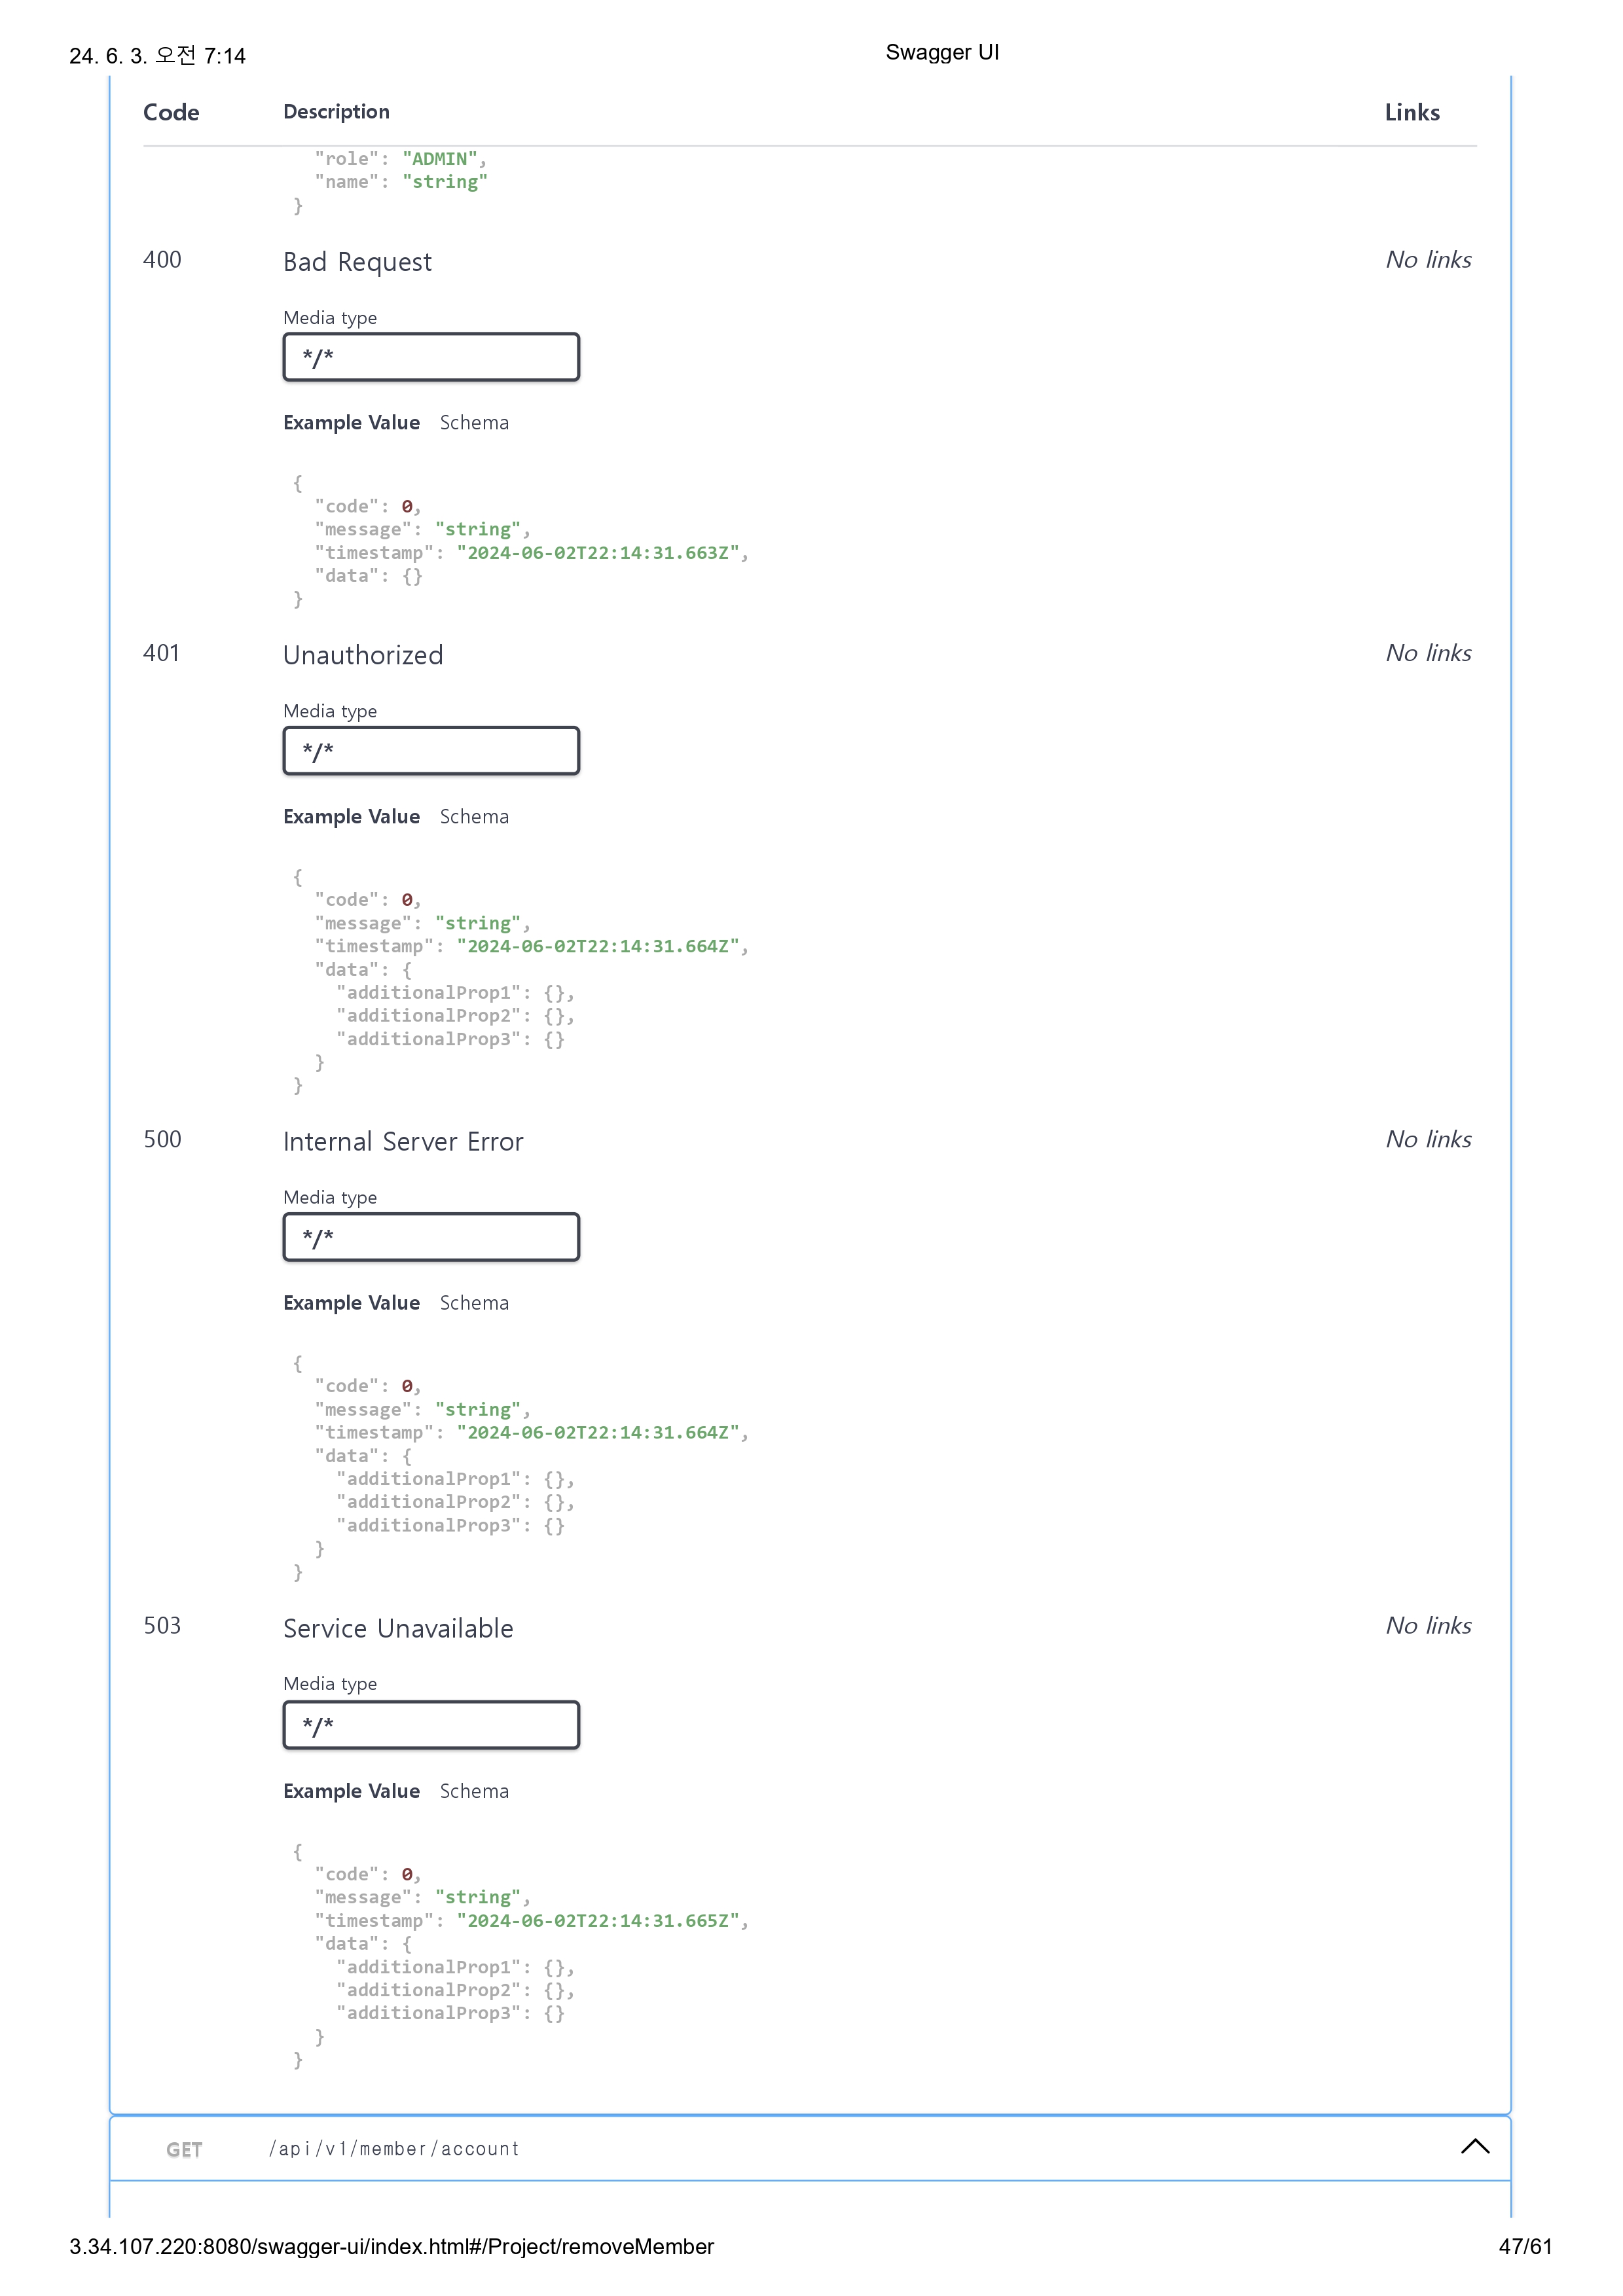 24. 6. 3. 오전 7:14 Swagger UI
Code Description Links
"role": "ADMIN",
"name": "string"
}
400 Bad Request No links
Media type
*/*
Example Value Schema
{
"code": 0,
"message": "string",
"timestamp": "2024-06-02T22:14:31.663Z",
"data": {}
}
401 Unauthorized No links
Media type
*/*
Example Value Schema
{
"code": 0,
"message": "string",
"timestamp": "2024-06-02T22:14:31.664Z",
"data": {
"additionalProp1": {},
"additionalProp2": {},
"additionalProp3": {}
}
}
500 Internal Server Error No links
Media type
*/*
Example Value Schema
{
"code": 0,
"message": "string",
"timestamp": "2024-06-02T22:14:31.664Z",
"data": {
"additionalProp1": {},
"additionalProp2": {},
"additionalProp3": {}
}
}
503 Service Unavailable No links
Media type
*/*
Example Value Schema
{
"code": 0,
"message": "string",
"timestamp": "2024-06-02T22:14:31.665Z",
"data": {
"additionalProp1": {},
"additionalProp2": {},
"additionalProp3": {}
}
}
GET /api/v1/member/account
3.34.107.220:8080/swagger-ui/index.html#/Project/removeMember 47/61